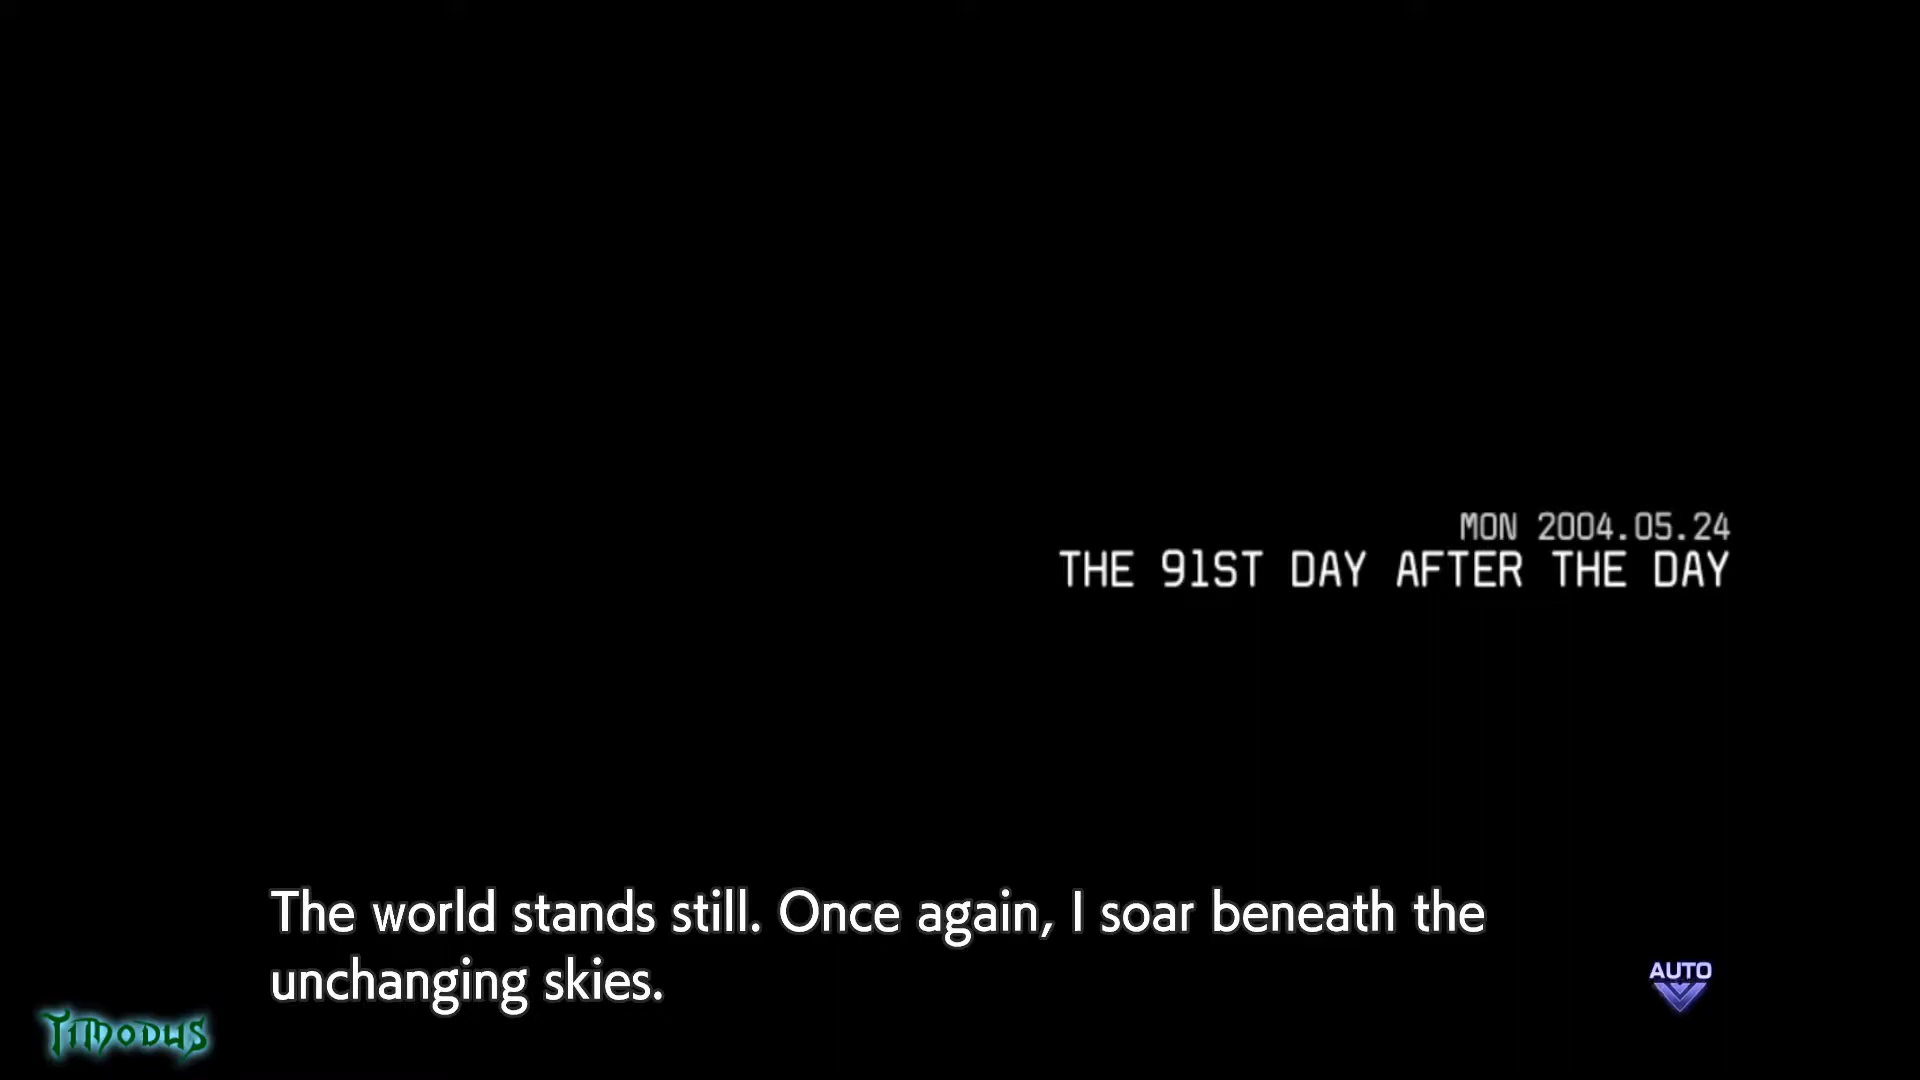 MON 2004.05.24
THE 91ST DAY AFTER THE DAY
The world stands still. Once again, I soar beneath the
unchanging skies.
AUTO
TIMODUS